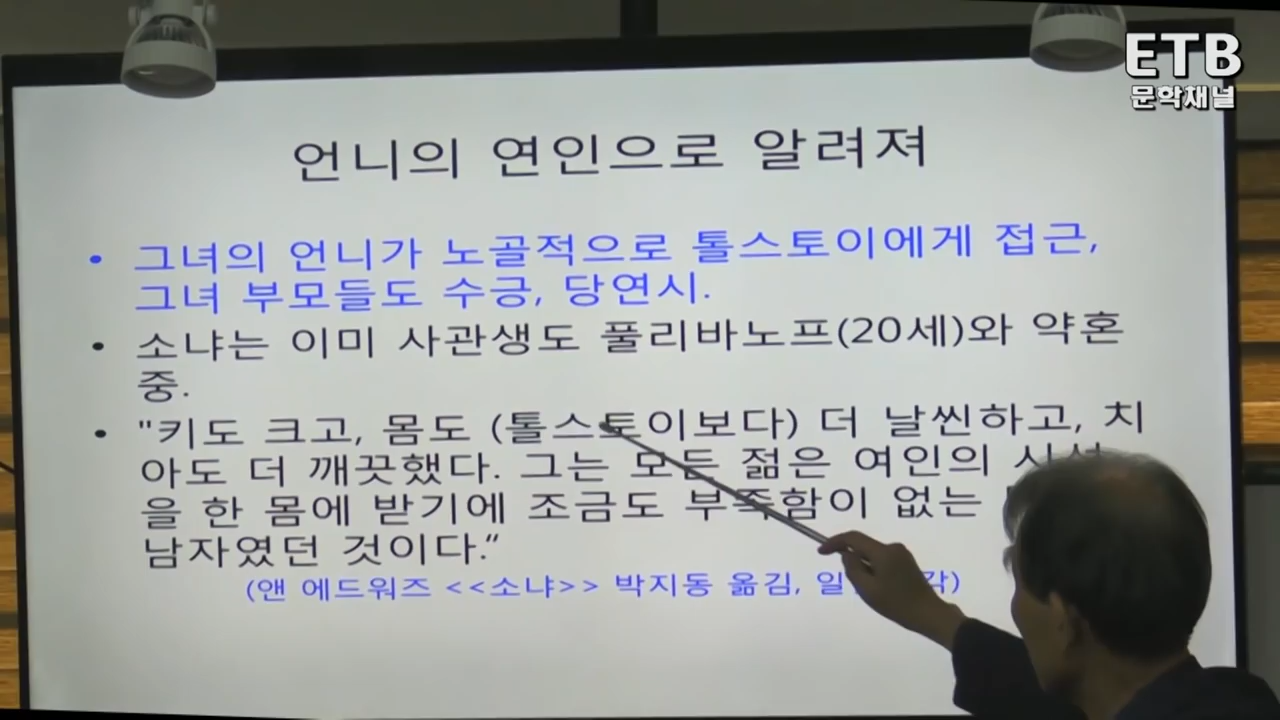 ETB
문학채널
언니의 연인으로 알려져
• 그녀의 언니가 노골적으로 톨스토이에게 접근,
그녀 부모들도 수긍, 당연시.
• 소냐는 이미 사관생도 풀리바노프(20세)와 약혼
중.
• "키도 크고, 몸도 (톨스토이보다) 더 날씬하고, 치
아도 더 깨끗했다. 그는 모든 젊은 여인의
을 한 몸에 받기에 조금도 부족함이 없는
남자였던 것이다.“
(앤 에드워즈 <<소냐>> 박지동 옮김,